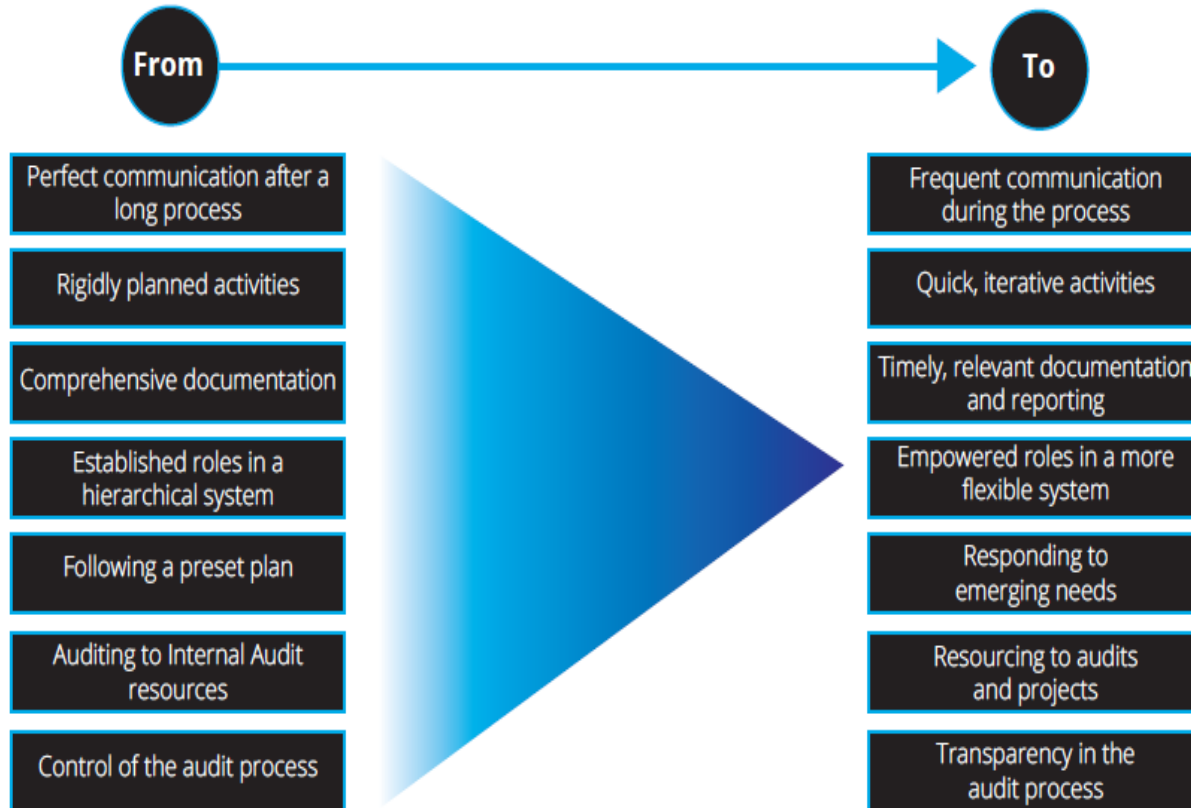 From
To
Perfect communication after a
long process
Frequent communication
during the process
Rigidly planned activities
Quick, iterative activities
Comprehensive documentation
Timely, relevant documentation
and reporting
Established roles in a
hierarchical system
Empowered roles in a more
flexible system
Following a preset plan
Responding to
emerging needs
Auditing to Internal Audit
resources
Resourcing to audits
and projects
Control of the audit process
Transparency in the
audit process